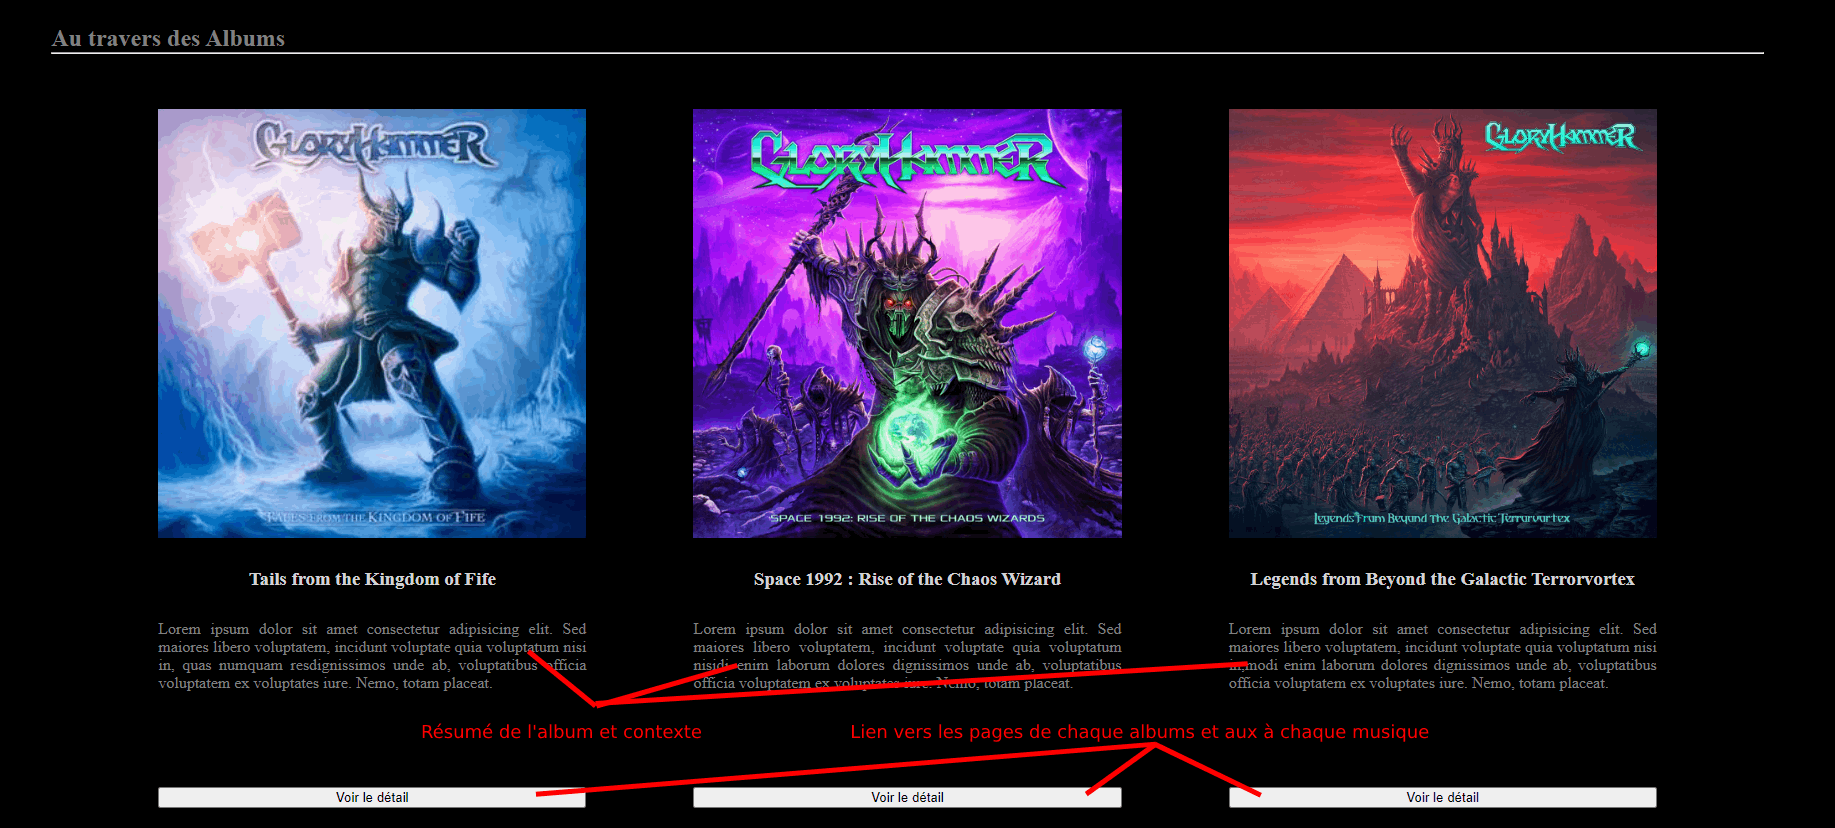 Au travers des Albums
GLORYHAMMER
TALES FROM THE KINGDOM OF FIFE
Tails from the Kingdom of Fife
Lorem ipsum dolor sit amet consectetur adipisicing elit. Sed
maiores libero voluptatem, incidunt voluptate quia voluptatum nisi
in, quas numquam resdignissimos unde ab, voluptatibus officia
voluptatem ex voluptates iure. Nemo, totam placeat.
Voir le détail
GLORYHAMMER
SPACE 1992: RISE OF THE CHAOS WIZARDS
Space 1992 : Rise of the Chaos Wizard
Lorem ipsum dolor sit amet consectetur adipisicing elit. Sed
maiores libero voluptatem, incidunt voluptate quia voluptatum
nisidi enim laborum dolores dignissimos unde ab, voluptatibus
officia voluptatem ex voluptates iure. Nemo, totam placeat.
Voir le détail
GLORYHAMMER
Legends From Beyond The Galactic Terrorvortex
Legends from Beyond the Galactic Terrorvortex
Lorem ipsum dolor sit amet consectetur adipisicing elit. Sed
maiores libero voluptatem, incidunt voluptate quia voluptatum nisi
in,modi enim laborum dolores dignissimos unde ab, voluptatibus
officia voluptatem ex voluptates iure. Nemo, totam placeat.
Voir le détail
Résumé de l'album et contexte
Lien vers les pages de chaque albums et aux à chaque musique